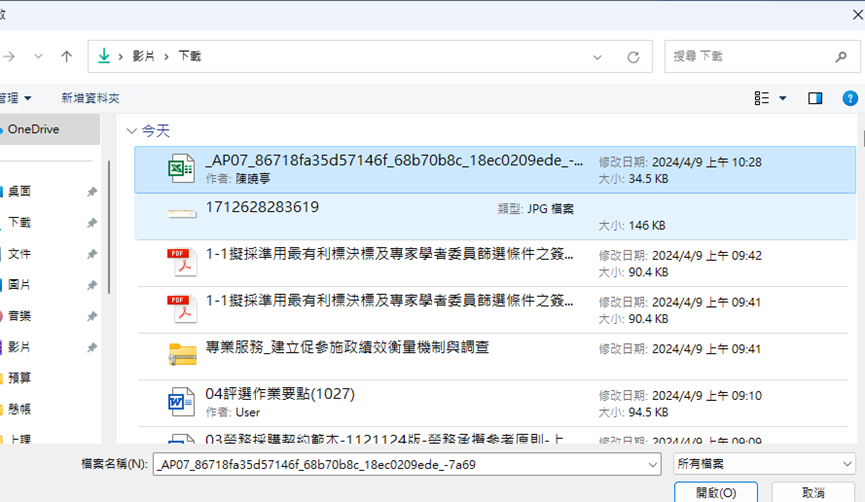 影片 下載
搜尋 下載
管理 新增資料夾
OneDrive
桌面
下載
文件
圖片
音樂
影片
預算
懸帳
上課
今天
_AP07_86718fa35d57146f_68b70b8c_18ec0209ede_-... 修改日期: 2024/4/9 上午 10:28
作者: 陳曉亭 大小: 34.5 KB
1712628283619 類型: JPG 檔案
大小: 146 KB
PDF 1-1擬採準用最有利標決標及專家學者委員篩選條件之簽... 修改日期: 2024/4/9 上午 09:42
大小: 90.4 KB
PDF 1-1擬採準用最有利標決標及專家學者委員篩選條件之簽... 修改日期: 2024/4/9 上午 09:41
大小: 90.4 KB
專業服務_建立促參施政績效衡量機制與調查 修改日期: 2024/4/9 上午 09:41
04評選作業要點(1027) 修改日期: 2024/4/9 上午 09:10
作者: User 大小: 94.5 KB
03勞務採購契約範本-1121124版-勞務承攬參考原則-上 修改日期: 2024/4/9 上午 09:09
檔案名稱(N): _AP07_86718fa35d57146f_68b70b8c_18ec0209ede_-7a69 所有檔案
開啟(O) 取消